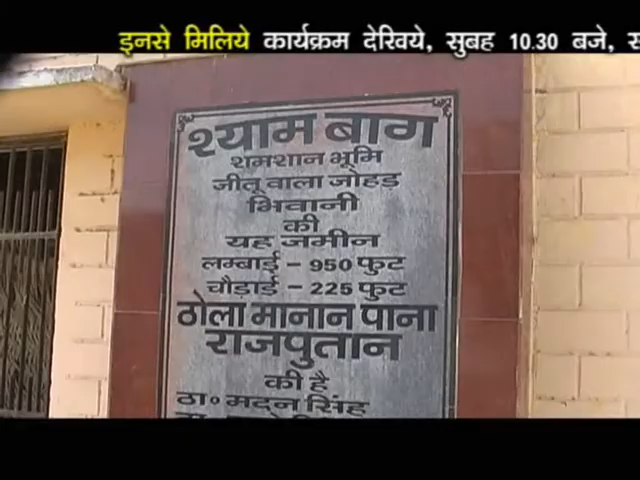 इनसे मिलिये कार्यक्रम देखिये, सुबह 10.30 बजे,
श्याम बाग
शमशान भूमि
जीतू वाला जोहड़
भिवानी
की
यह जमीन
लम्बाई - 950 फुट
चौड़ाई - 225 फुट
ठोला मानान पाना
राजपुतान
की है
ठा० मदन सिंह